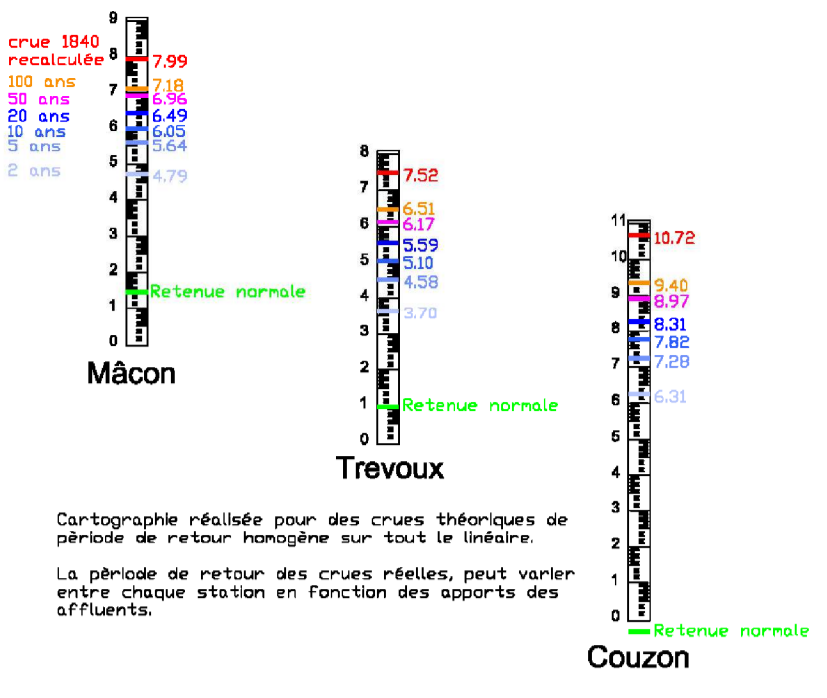 9
crue 1840
8
recalculée
7.99
100 ans
7.18
7
50 ans
6.96
20 ans
6.49
6
10 ans
6.05
5 ans
5.64
5
2 ans
4.79
4
3
2
Retenue normale
1
0
Mâcon
8
7.52
7
6.51
6
6.17
5.59
5
5.10
4.58
4
3.70
3
2
1
Retenue normale
0
Trevoux
11
10.72
10
9.40
9
8.97
8.31
8
7.82
7.28
7
6.31
6
5
4
3
2
1
0
Retenue normale
Couzon
Cartographie réalisée pour des crues théoriques de
pèriode de retour homogène sur tout le linéaire.
La pèriode de retour des crues réelles, peut varier
entre chaque station en fonction des apports des
affluents.